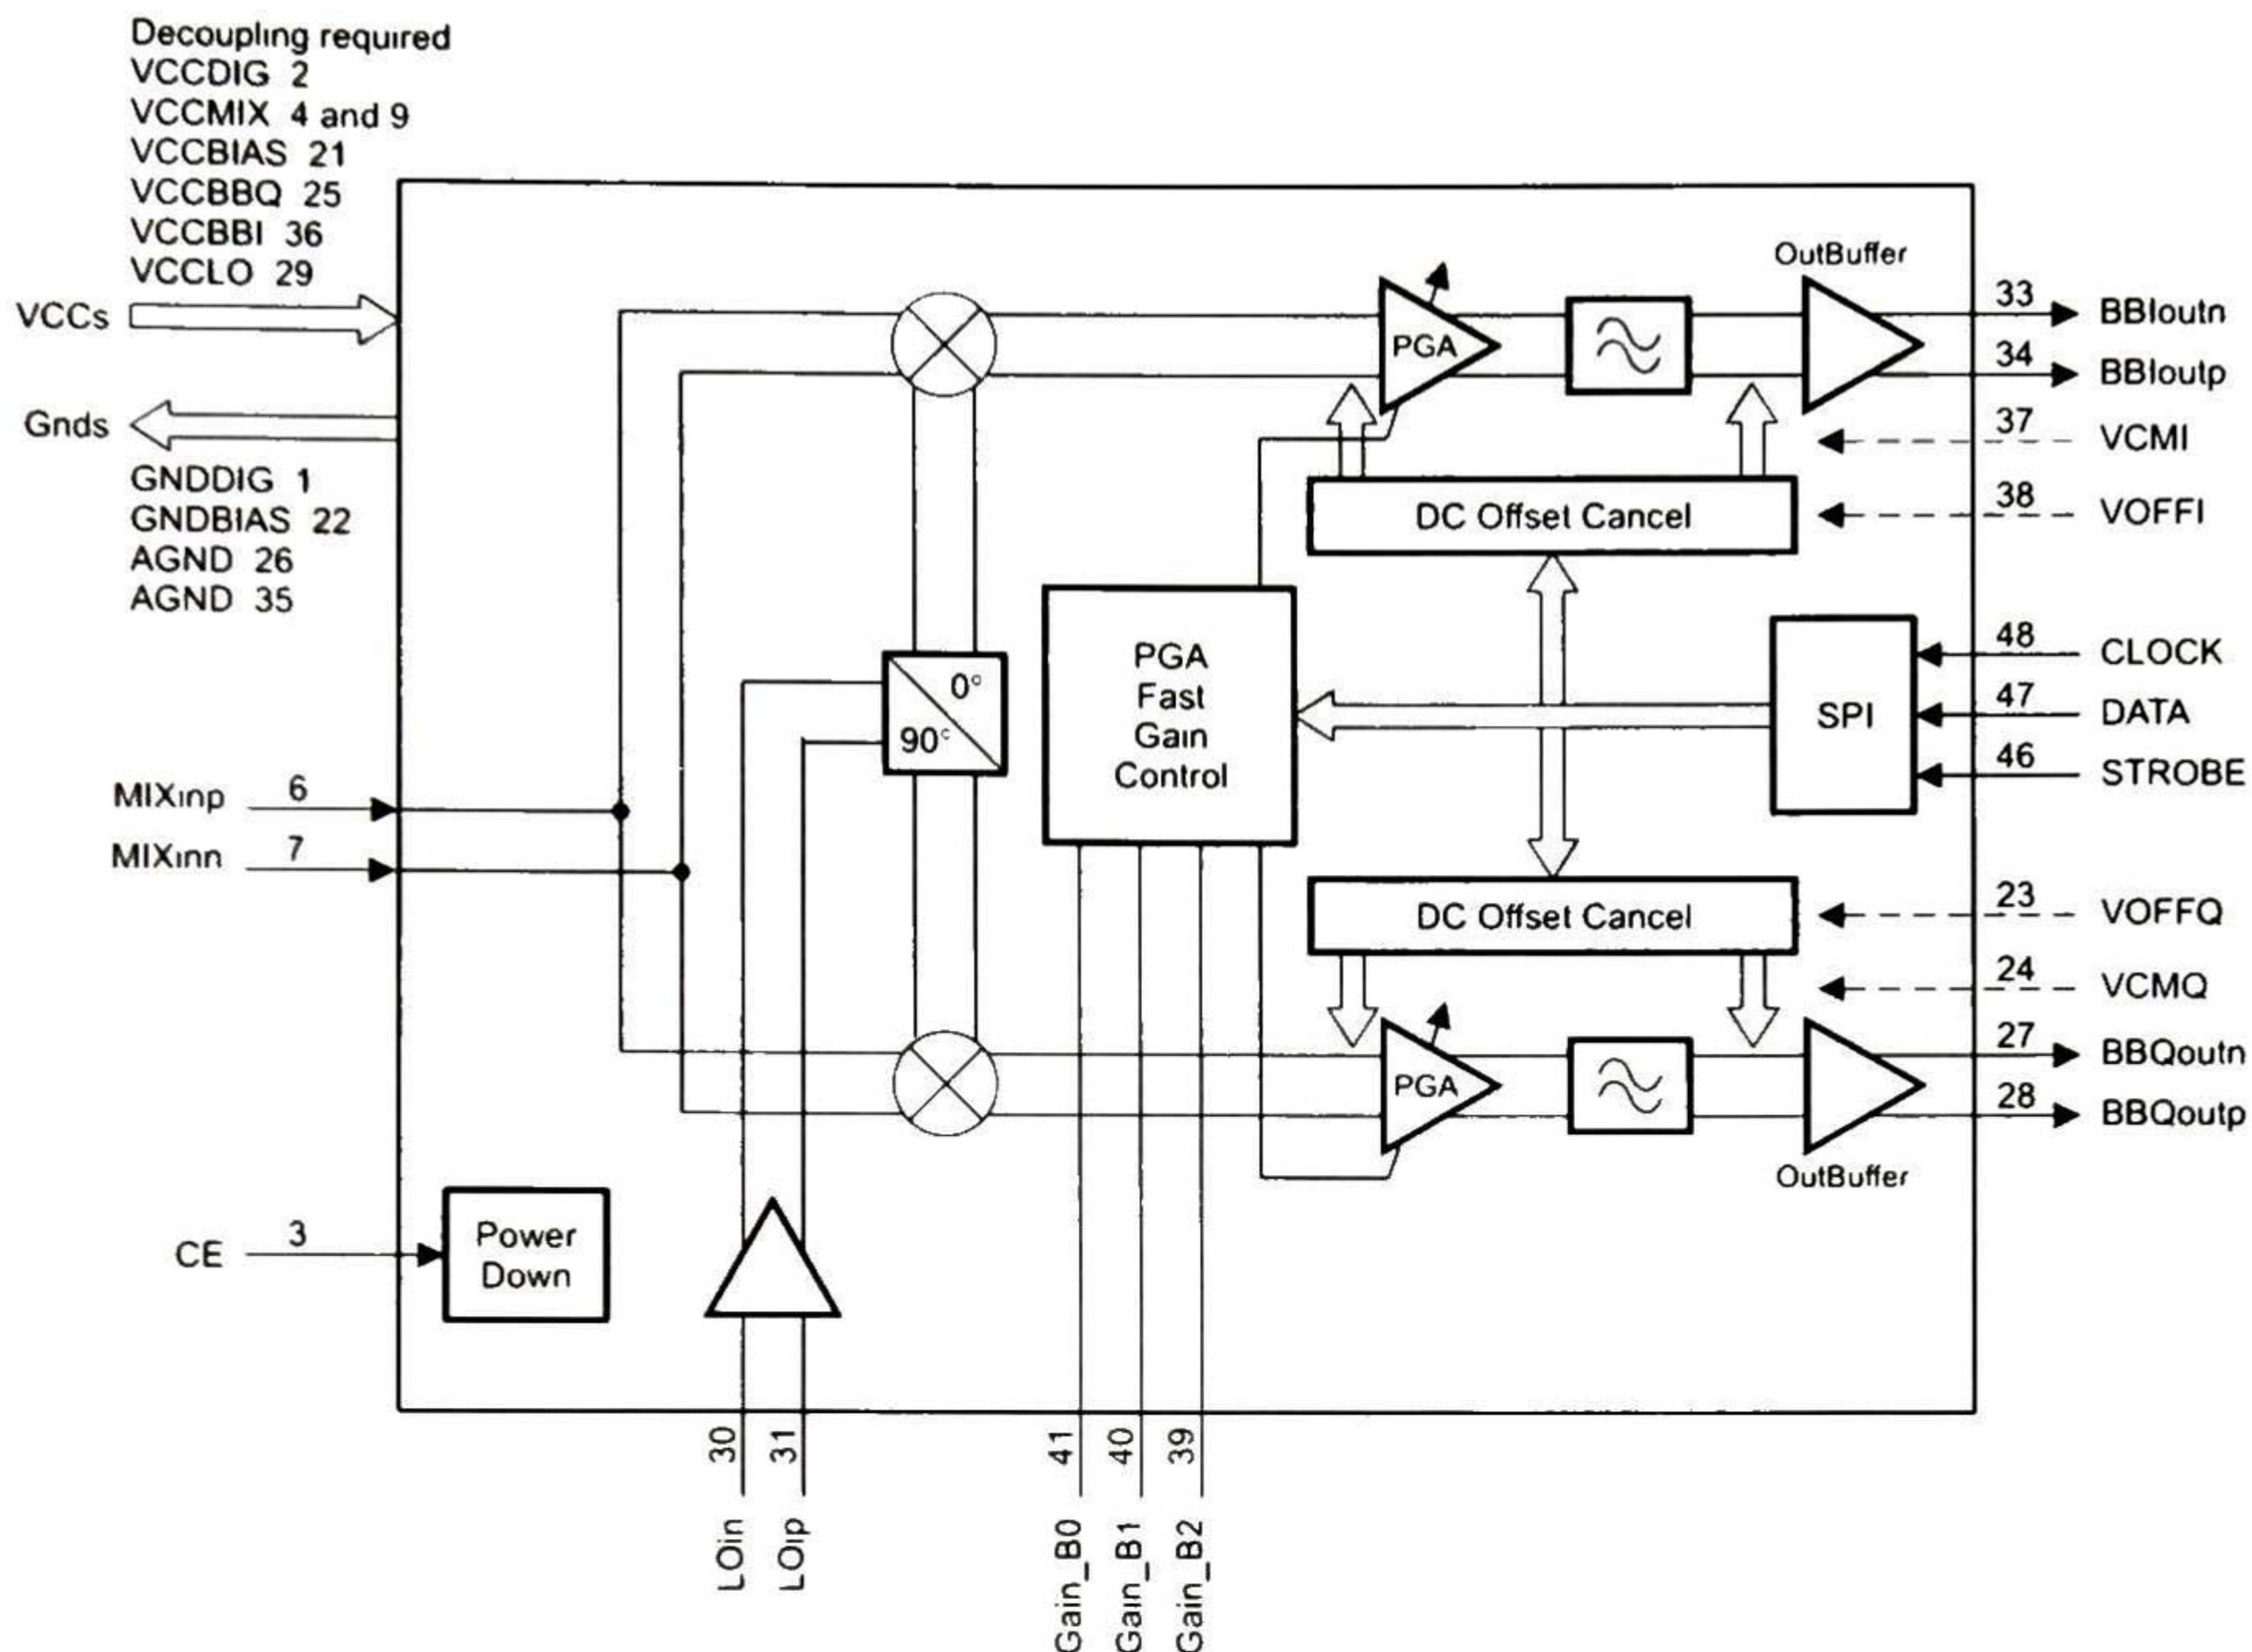 Decoupling required
VCCDIG 2
VCCMIX 4 and 9
VCCBIAS 21
VCCBBQ 25
VCCBBI 36
VCCLO 29
VCCs
Gnds
GNDDIG 1
GNDBIAS 22
AGND 26
AGND 35
MIXinp 6
MIXinn 7
CE 3
Power
Down
PGA
OutBuffer
33 BBIoutn
34 BBIoutp
37 VCMI
DC Offset Cancel
38 VOFFI
0°
90°
PGA
Fast
Gain
Control
SPI
48 CLOCK
47 DATA
46 STROBE
DC Offset Cancel
23 VOFFQ
24 VCMQ
PGA
27 BBQoutn
28 BBQoutp
OutBuffer
30 LOin
31 LOip
41 Gain_B0
40 Gain_B1
39 Gain_B2